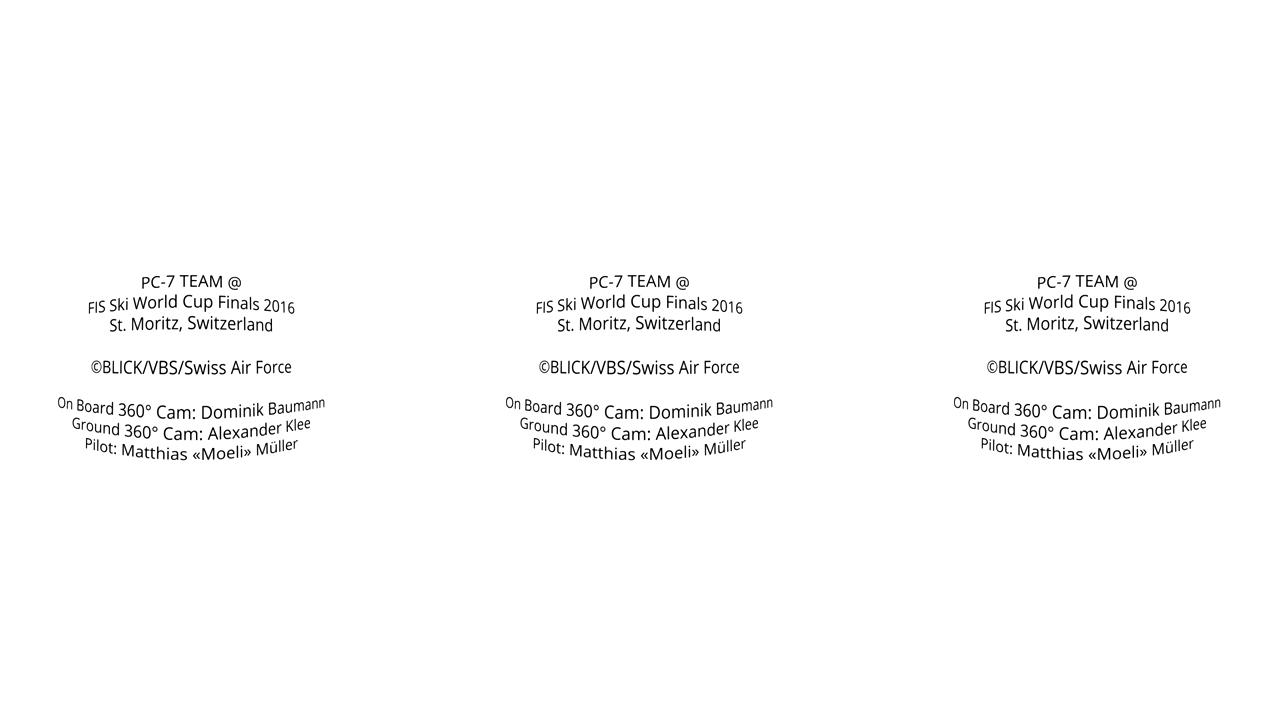 PC-7 TEAM @
FIS Ski World Cup Finals 2016
St. Moritz, Switzerland
©BLICK/VBS/Swiss Air Force
On Board 360° Cam: Dominik Baumann
Ground 360° Cam: Alexander Klee
Pilot: Matthias «Moeli» Müller
PC-7 TEAM @
FIS Ski World Cup Finals 2016
St. Moritz, Switzerland
©BLICK/VBS/Swiss Air Force
On Board 360° Cam: Dominik Baumann
Ground 360° Cam: Alexander Klee
Pilot: Matthias «Moeli» Müller
PC-7 TEAM @
FIS Ski World Cup Finals 2016
St. Moritz, Switzerland
©BLICK/VBS/Swiss Air Force
On Board 360° Cam: Dominik Baumann
Ground 360° Cam: Alexander Klee
Pilot: Matthias «Moeli» Müller